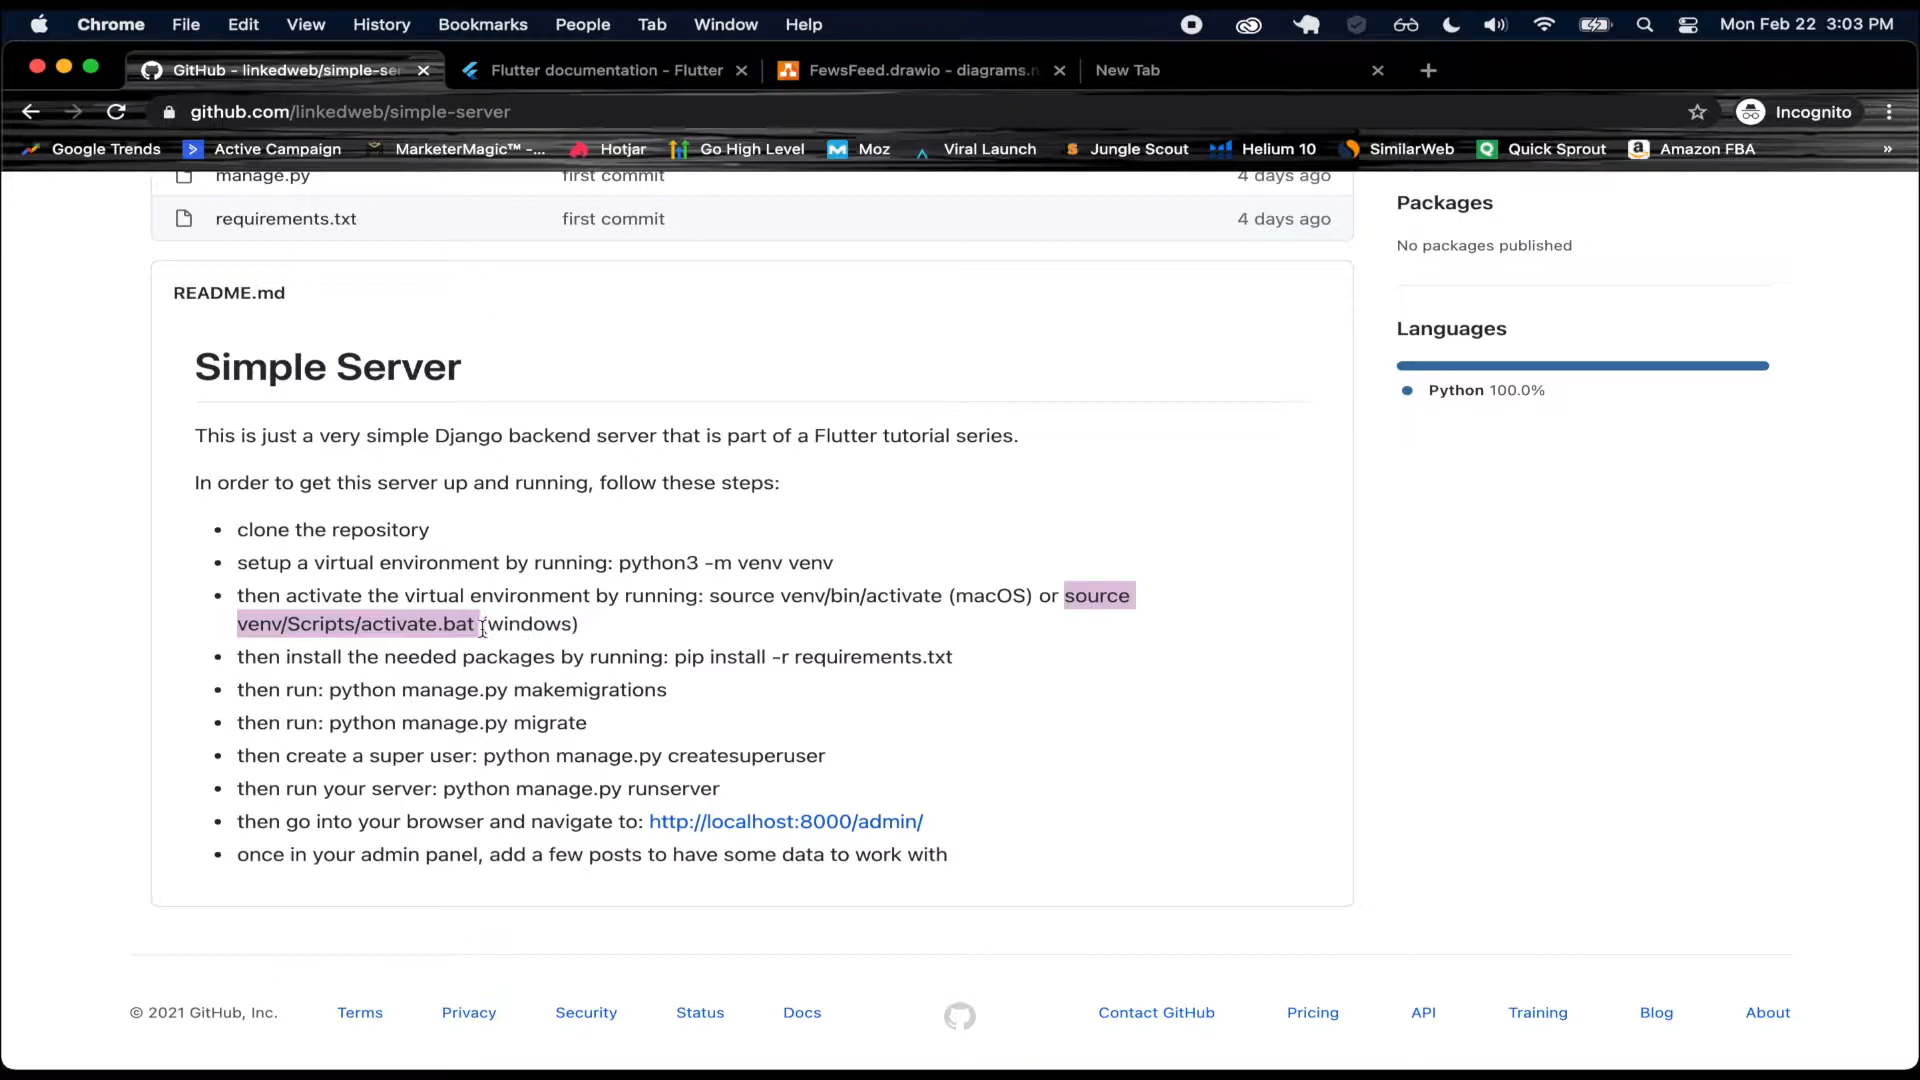 Chrome File Edit View History Bookmarks People Tab Window Help Mon Feb 22 3:03 PM
GitHub - linkedweb/simple-se Flutter documentation - Flutter FewsFeed.drawio - diagrams.n New Tab
github.com/linkedweb/simple-server Incognito
Google Trends Active Campaign MarketerMagic™ -... Hotjar Go High Level Moz Viral Launch Jungle Scout Helium 10 SimilarWeb Quick Sprout Amazon FBA »
manage.py first commit 4 days ago
requirements.txt first commit 4 days ago
README.md
Simple Server
This is just a very simple Django backend server that is part of a Flutter tutorial series.
In order to get this server up and running, follow these steps:
• clone the repository
• setup a virtual environment by running: python3 -m venv venv
• then activate the virtual environment by running: source venv/bin/activate (macOS) or source
venv/Scripts/activate.bat (windows)
• then install the needed packages by running: pip install -r requirements.txt
• then run: python manage.py makemigrations
• then run: python manage.py migrate
• then create a super user: python manage.py createsuperuser
• then run your server: python manage.py runserver
• then go into your browser and navigate to: http://localhost:8000/admin/
• once in your admin panel, add a few posts to have some data to work with
Packages
No packages published
Languages
Python 100.0%
© 2021 GitHub, Inc. Terms Privacy Security Status Docs Contact GitHub Pricing API Training Blog About